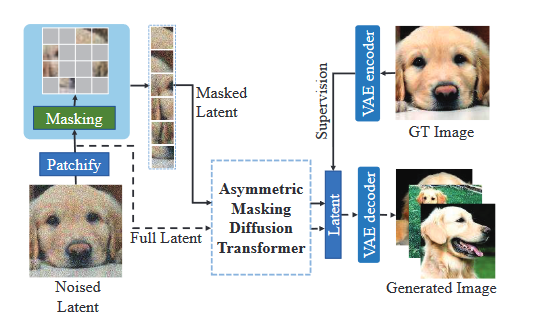 Masking
Patchify
Noised
Latent
Masked
Latent
Full Latent
Asymmetric
Masking
Diffusion
Transformer
Supervision
VAE encoder
GT Image
Latent
VAE decoder
Generated Image